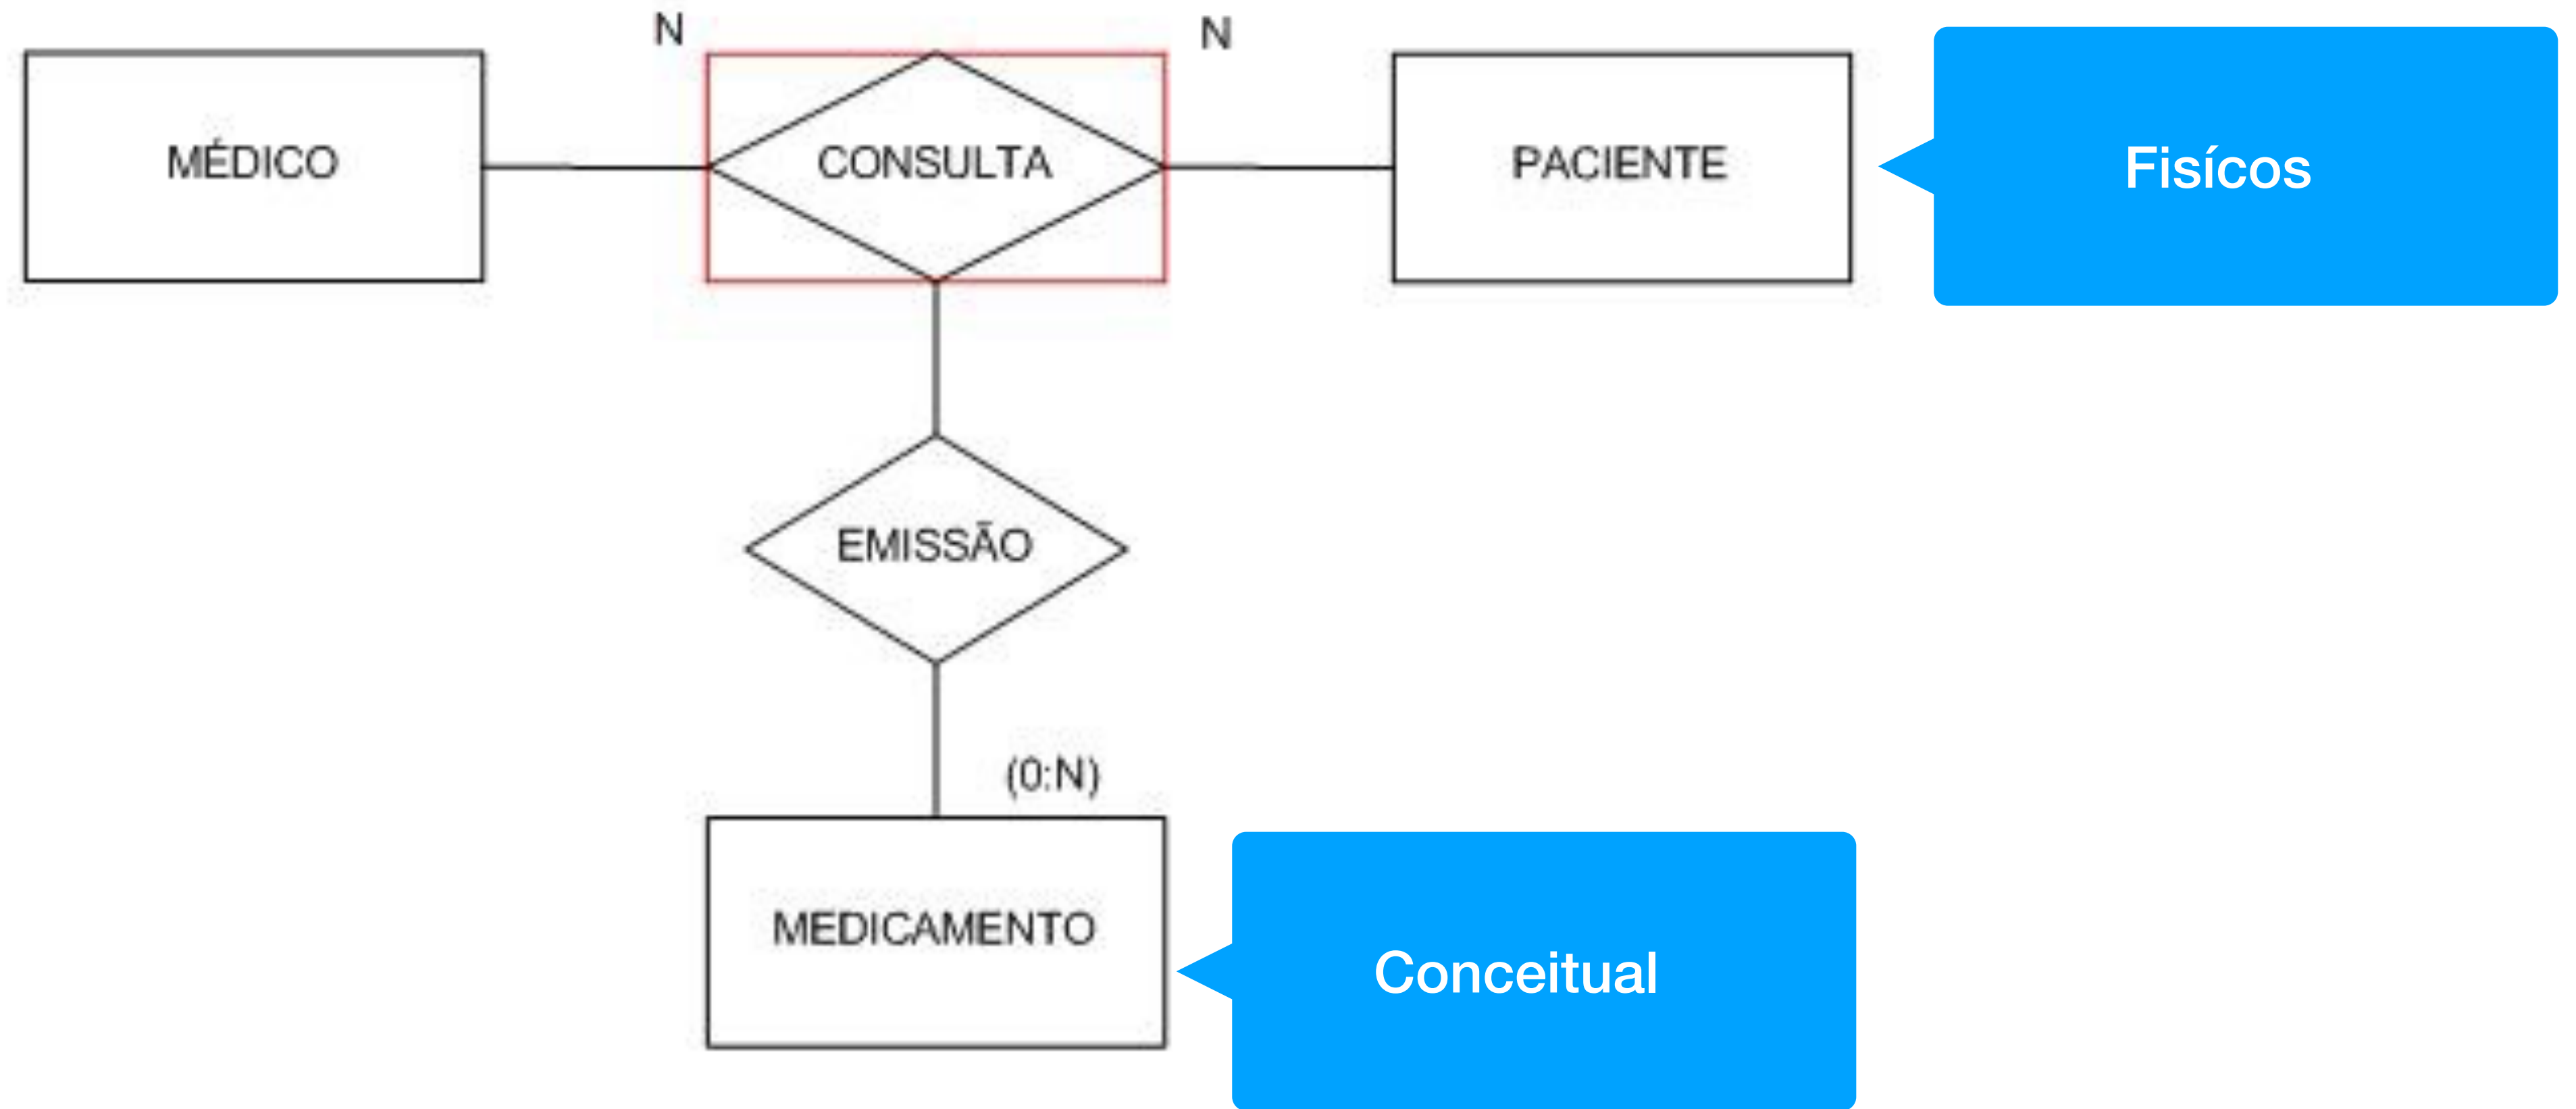 N
N
MÉDICO
CONSULTA
PACIENTE
Fisícos
EMISSÃO
(0:N)
MEDICAMENTO
Conceitual